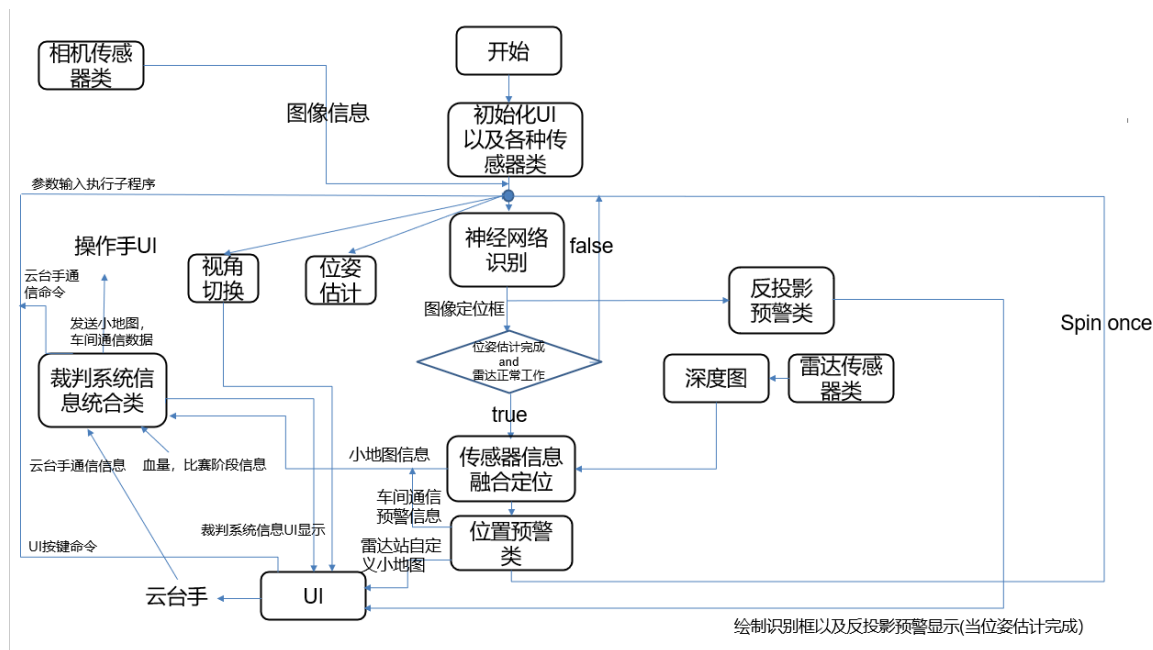 开始
相机传感
器类
图像信息
初始化UI
以及各种传
感器类
参数输入执行子程序
操作手UI
神经网络
识别
false
视角
切换
位姿
估计
云台手通
信命令
反投影
预警类
图像定位框
Spin once
发送小地图，
车间通信数据
位姿估计完成
and
雷达正常工作
裁判系统信
息统合类
深度图
雷达传感
器类
true
小地图信息
传感器信息
融合定位
云台手通信信息
血量，比赛阶段信息
车间通信
预警信息
裁判系统信息UI显示
位置预警
类
UI按键命令
雷达站自定
义小地图
云台手
UI
绘制识别框以及反投影预警显示(当位姿估计完成)